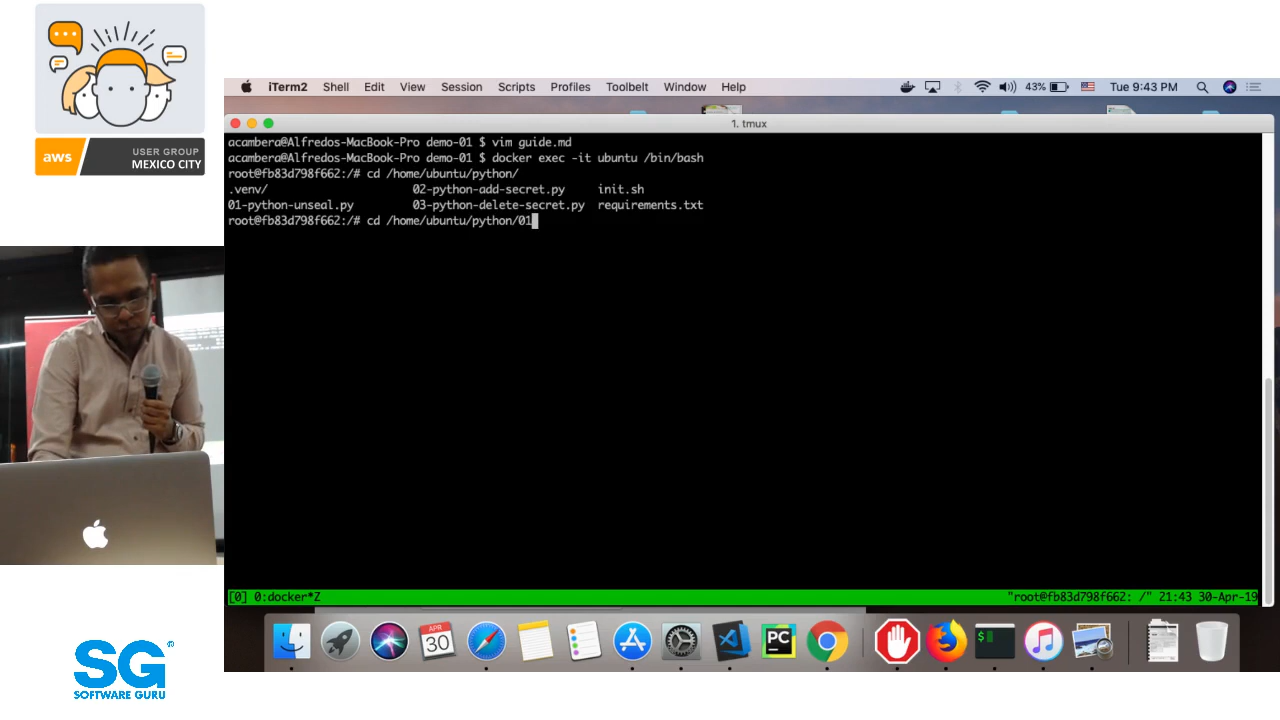 aws
USER GROUP
MEXICO CITY
iTerm2 Shell Edit View Session Scripts Profiles Toolbelt Window Help
43%
Tue 9:43 PM
1. tmux
acambera@Alfredos-MacBook-Pro demo-01 $ vim guide.md
acambera@Alfredos-MacBook-Pro demo-01 $ docker exec -it ubuntu /bin/bash
root@fb83d798f662:/# cd /home/ubuntu/python/
.venv/ 02-python-add-secret.py init.sh
01-python-unseal.py 03-python-delete-secret.py requirements.txt
root@fb83d798f662:/# cd /home/ubuntu/python/01
[0] 0:docker*Z "root@fb83d798f662: /" 21:43 30-Apr-19
APR
30
PC
$
SG®
SOFTWARE GURU